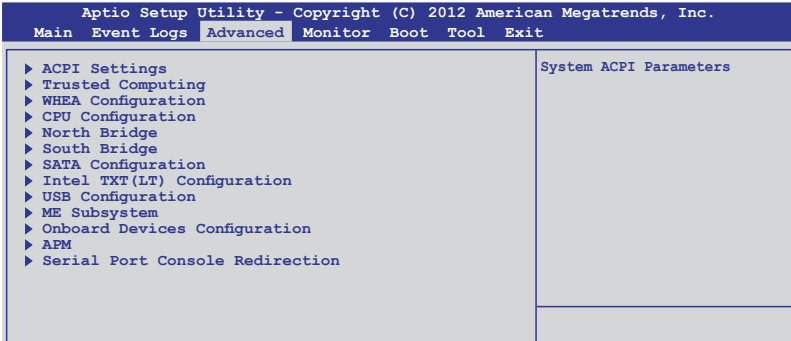 Aptio Setup Utility - Copyright (C) 2012 American Megatrends, Inc.
Main Event Logs Advanced Monitor Boot Tool Exit
ACPI Settings
Trusted Computing
WHEA Configuration
CPU Configuration
North Bridge
South Bridge
SATA Configuration
Intel TXT(LT) Configuration
USB Configuration
ME Subsystem
Onboard Devices Configuration
APM
Serial Port Console Redirection
System ACPI Parameters